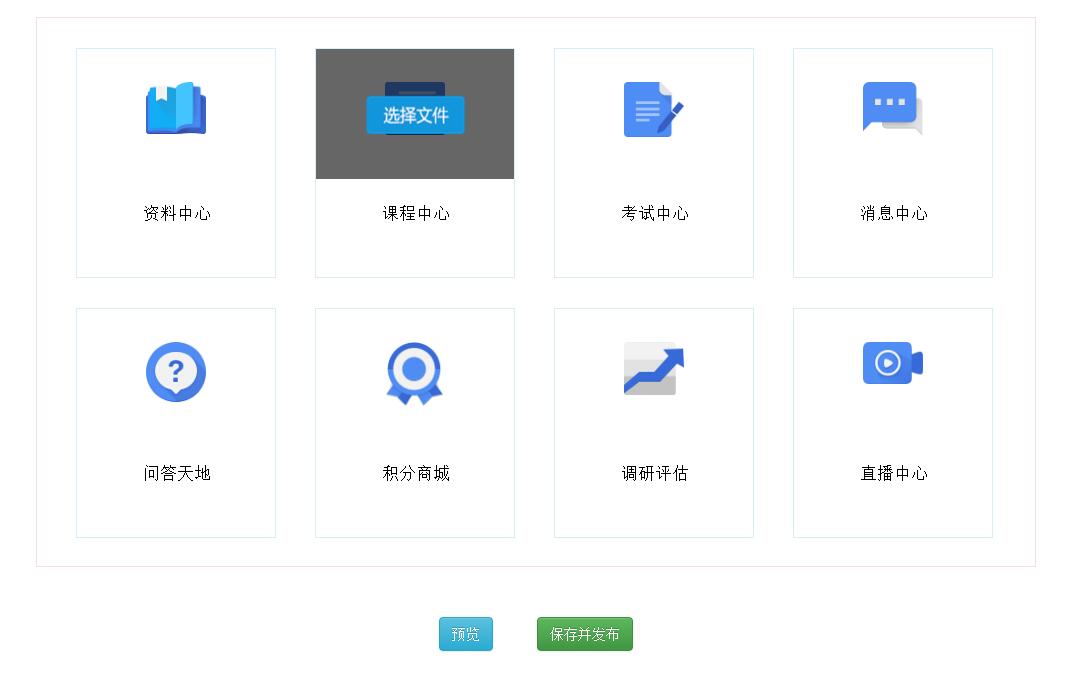 选择文件
资料中心
课程中心
考试中心
消息中心
?
问答天地
积分商城
调研评估
直播中心
预览
保存并发布